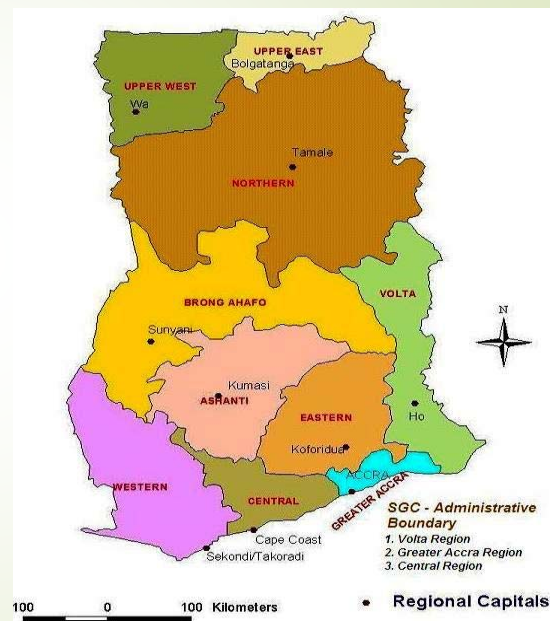 UPPER EAST
Bolgatanga
UPPER WEST
Wa
Tamale
NORTHERN
VOLTA
BRONG AHAFO
N
Sunyani
Kumasi
ASHANTI
Ho
EASTERN
Koforidua
ACCRA
WESTERN
CENTRAL
GREATER ACCRA
Cape Coast
Sekondi/Takoradi
SGC - Administrative
Boundary
1. Volta Region
2. Greater Accra Region
3. Central Region
100 0 100 Kilometers
Regional Capitals